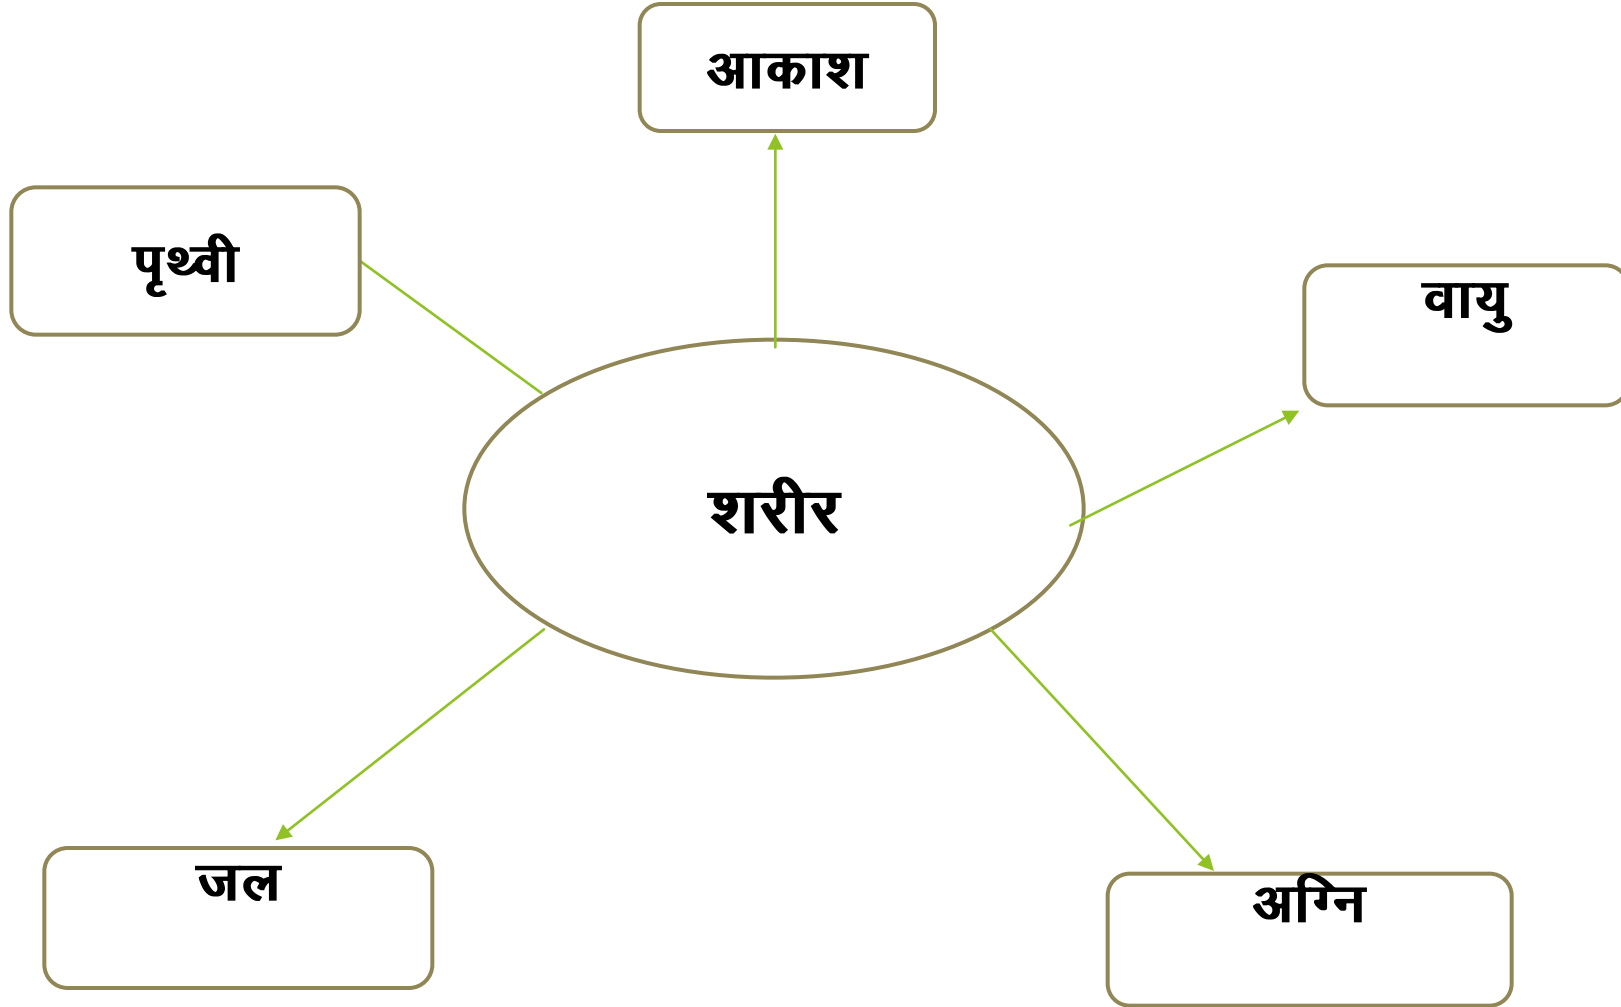 आकाश
पृथ्वी
वायु
शरीर
जल
अग्नि